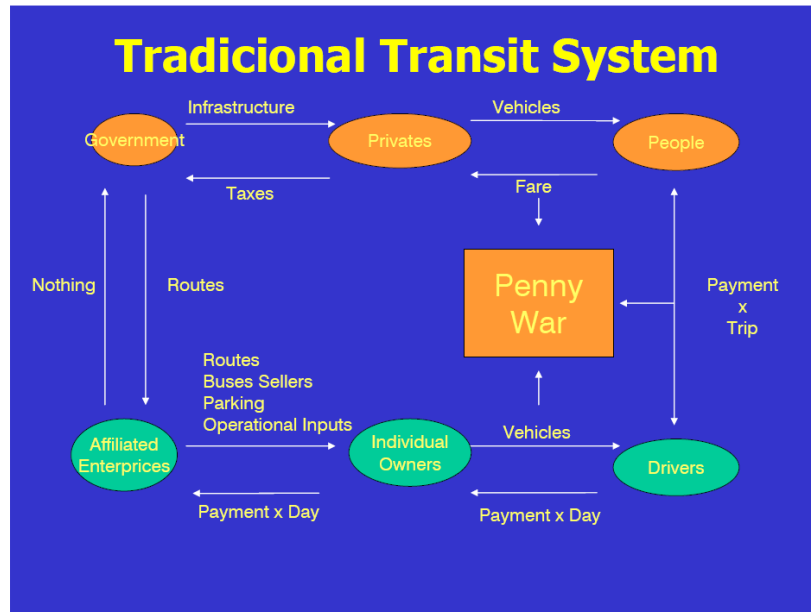 Tradicional Transit System
Infrastructure
Vehicles
Government
Privates
People
Taxes
Fare
Nothing
Routes
Penny
War
Payment
x
Trip
Routes
Buses Sellers
Parking
Operational Inputs
Affiliated
Enterprices
Individual
Owners
Vehicles
Drivers
Payment x Day
Payment x Day